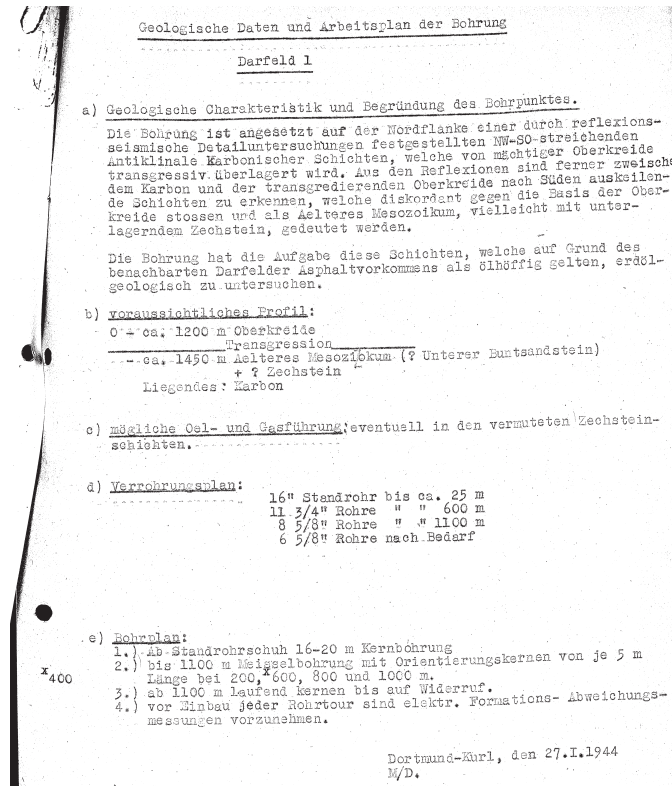 Geologische Daten und Arbeitsplan der Bohrung
Darfeld 1
a) Geologische Charakteristik und Begründung des Bohrpunktes.
Die Bohrung ist angesetzt auf der Nordflanke einer durch reflexions-
seismische Detailuntersuchungen festgestellten NW-SO-streichenden
Antiklinale Karbonischer Schichten, welche von mächtiger Oberkreide
transgressiv überlagert wird. Aus den Reflexionen sind ferner zweische
dem Karbon und der transgredierenden Oberkreide nach Süden auskeilen-
de Schichten zu erkennen, welche diskordant gegen die Basis der Ober-
kreide stossen und als Aelteres Mesozoikum, vielleicht mit unter-
lagerndem Zechstein, gedeutet werden.
Die Bohrung hat die Aufgabe diese Schichten, welche auf Grund des
benachbarten Darfelder Asphaltvorkommens als ölhöffig gelten, erdöl-
geologisch zu untersuchen.
b) voraussichtliches Profil:
0 - ca. 1200 m Oberkreide
Transgression
- ca. 1450 m Aelteres Mesozoikum (? Unterer Buntsandstein)
+ ? Zechstein
Liegendes: Karbon
c) mögliche Oel- und Gasführung: eventuell in den vermuteten Zechstein-
schichten.
d) Verrohrungsplan:
16" Standrohr bis ca. 25 m
11 3/4" Rohre " " 600 m
8 5/8" Rohre " " 1100 m
6 5/8" Rohre nach Bedarf
e) Bohrplan:
1.) Ab Standrohrschuh 16-20 m Kernbohrung
2.) bis 1100 m Meisselbohrung mit Orientierungskernen von je 5 m
x400 Länge bei 200,x600, 800 und 1000 m.
3.) ab 1100 m laufend kernen bis auf Widerruf.
4.) vor Einbau jeder Rohrtour sind elektr. Formations- Abweichungs-
messungen vorzunehmen.
Dortmund-Kurl, den 27.I.1944
M/D.